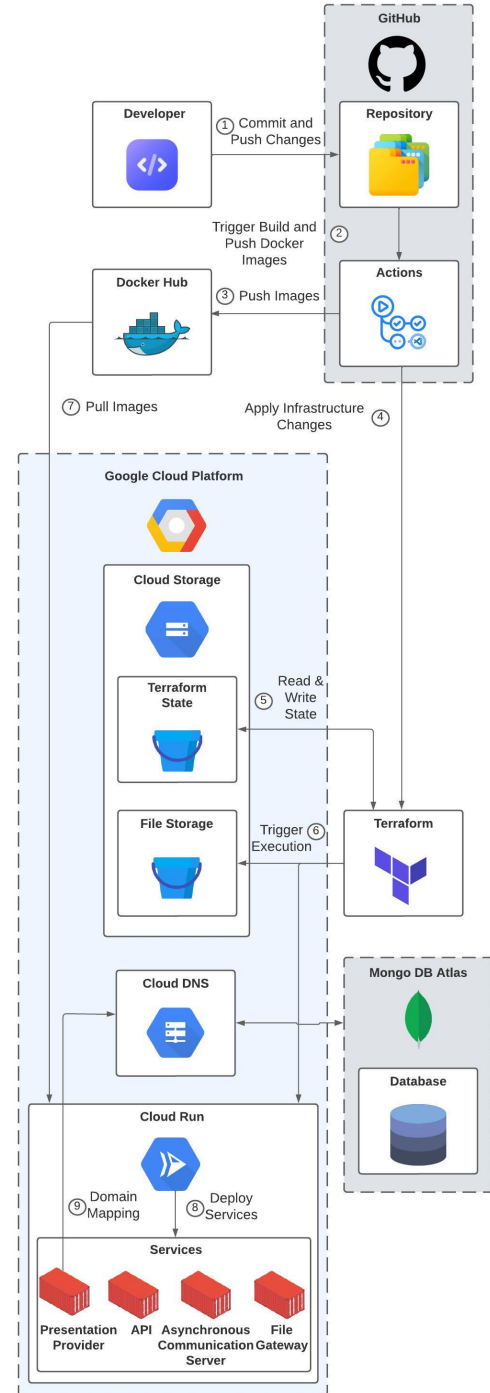 GitHub
Developer
Repository
1 Commit and
Push Changes
Trigger Build and
Push Docker
Images
2
Docker Hub
Actions
3 Push Images
7 Pull Images
Apply Infrastructure
Changes
4
Google Cloud Platform
Cloud Storage
Terraform
State
5
Read &
Write
State
File Storage
Trigger
Execution
6
Terraform
Cloud DNS
Mongo DB Atlas
Database
Cloud Run
9 Domain
Mapping
8 Deploy
Services
Services
Presentation
Provider
API
Asynchronous
Communication
Server
File
Gateway